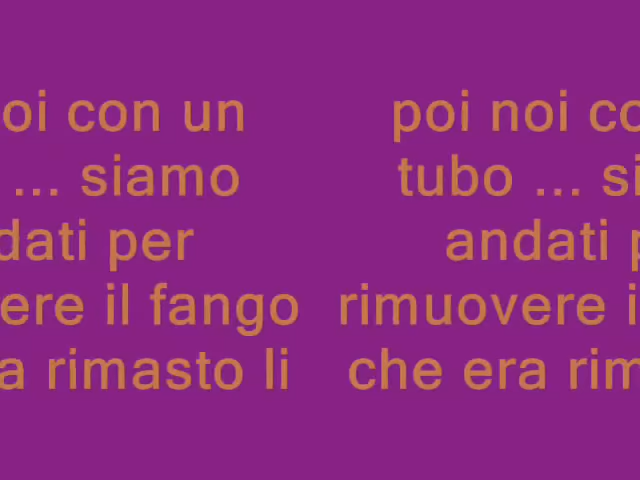 oi con un
... siamo
dati per
ere il fango
a rimasto li
poi noi co
tubo ... si
andati p
rimuovere i
che era rim